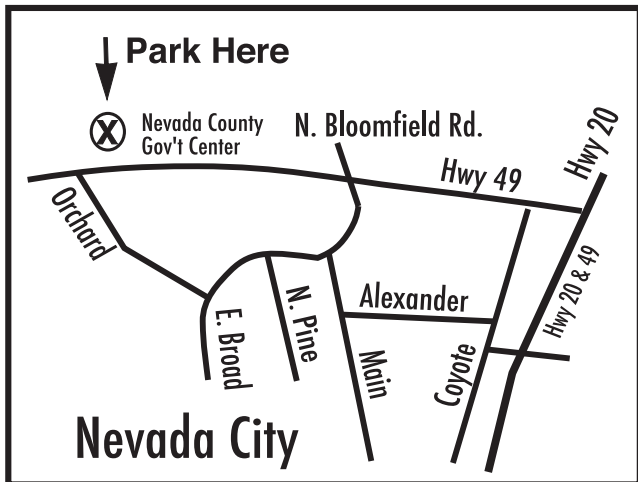 Park Here
X
Nevada County
Gov't Center
N. Bloomfield Rd.
Hwy 20
Hwy 49
Orchard
Hwy 20 & 49
Alexander
E. Broad
N. Pine
Main
Coyote
Nevada City